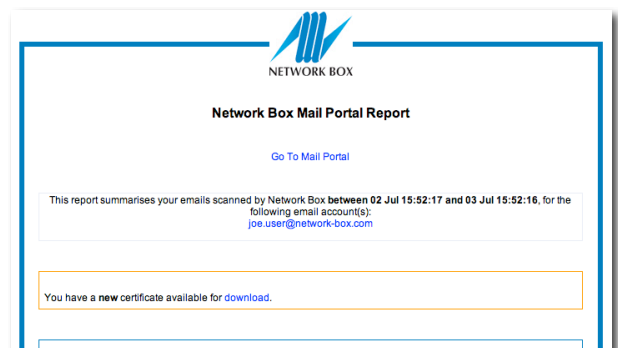 NETWORK BOX
Network Box Mail Portal Report
Go To Mail Portal
This report summarises your emails scanned by Network Box between 02 Jul 15:52:17 and 03 Jul 15:52:16, for the
following email account(s):
joe.user@network-box.com
You have a new certificate available for download.